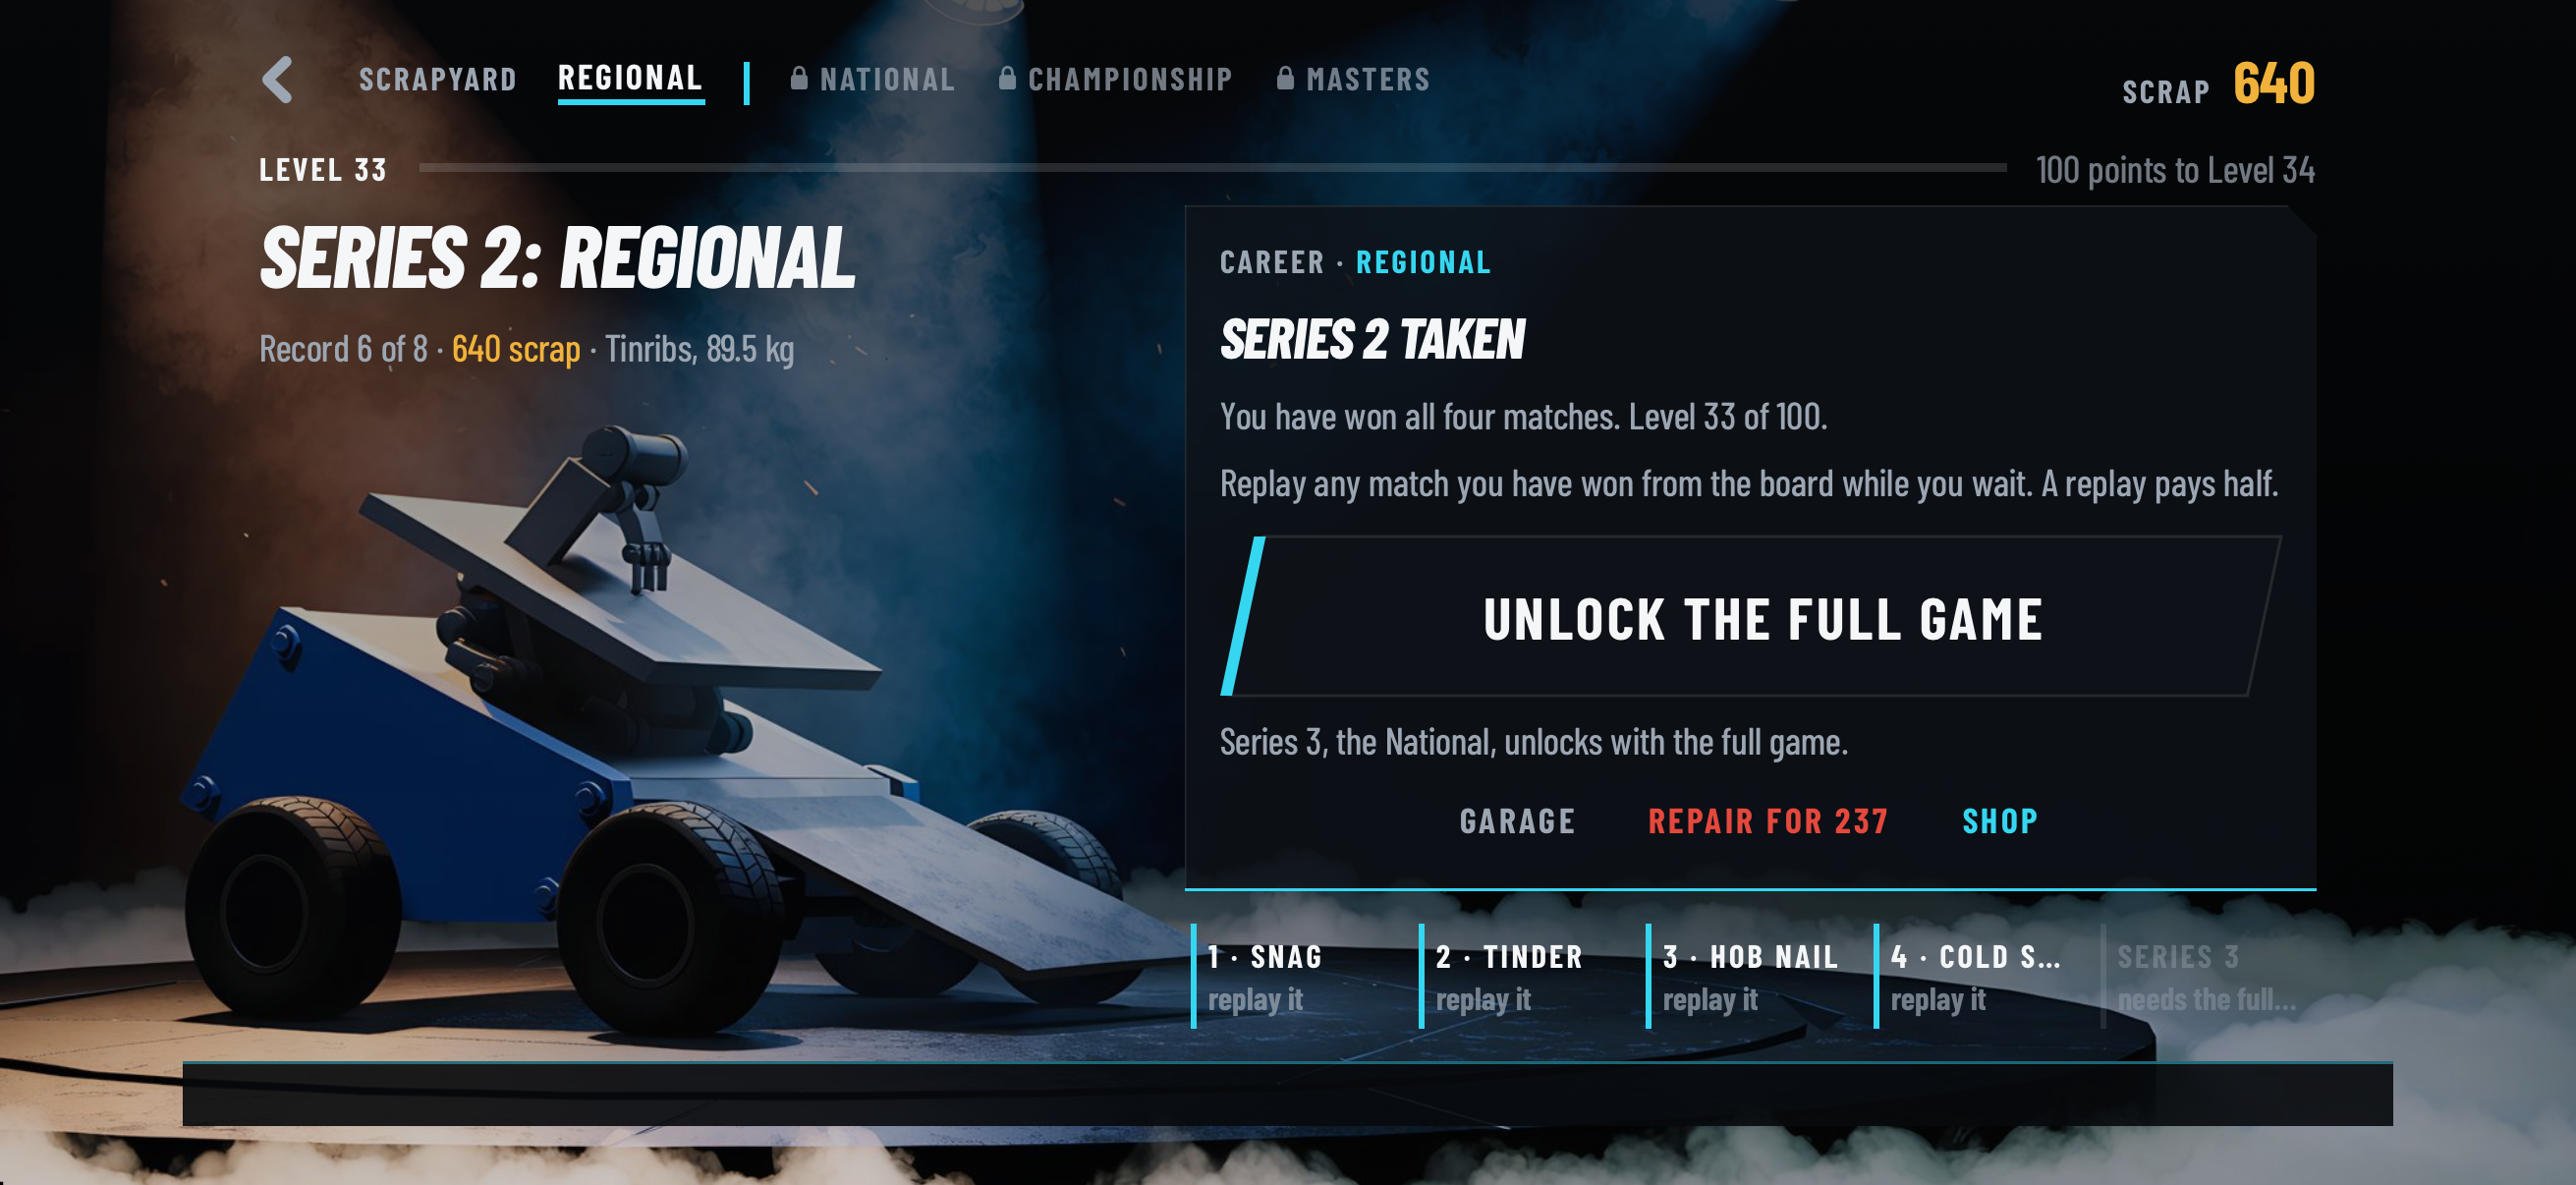 SCRAPYARD REGIONAL NATIONAL CHAMPIONSHIP MASTERS SCRAP 640
LEVEL 33 100 points to Level 34
SERIES 2: REGIONAL
Record 6 of 8 · 640 scrap · Tinribs, 89.5 kg
CAREER · REGIONAL
SERIES 2 TAKEN
You have won all four matches. Level 33 of 100.
Replay any match you have won from the board while you wait. A replay pays half.
UNLOCK THE FULL GAME
Series 3, the National, unlocks with the full game.
GARAGE REPAIR FOR 237 SHOP
1 · SNAG 2 · TINDER 3 · HOB NAIL 4 · COLD S... SERIES 3
replay it replay it replay it replay it needs the full...